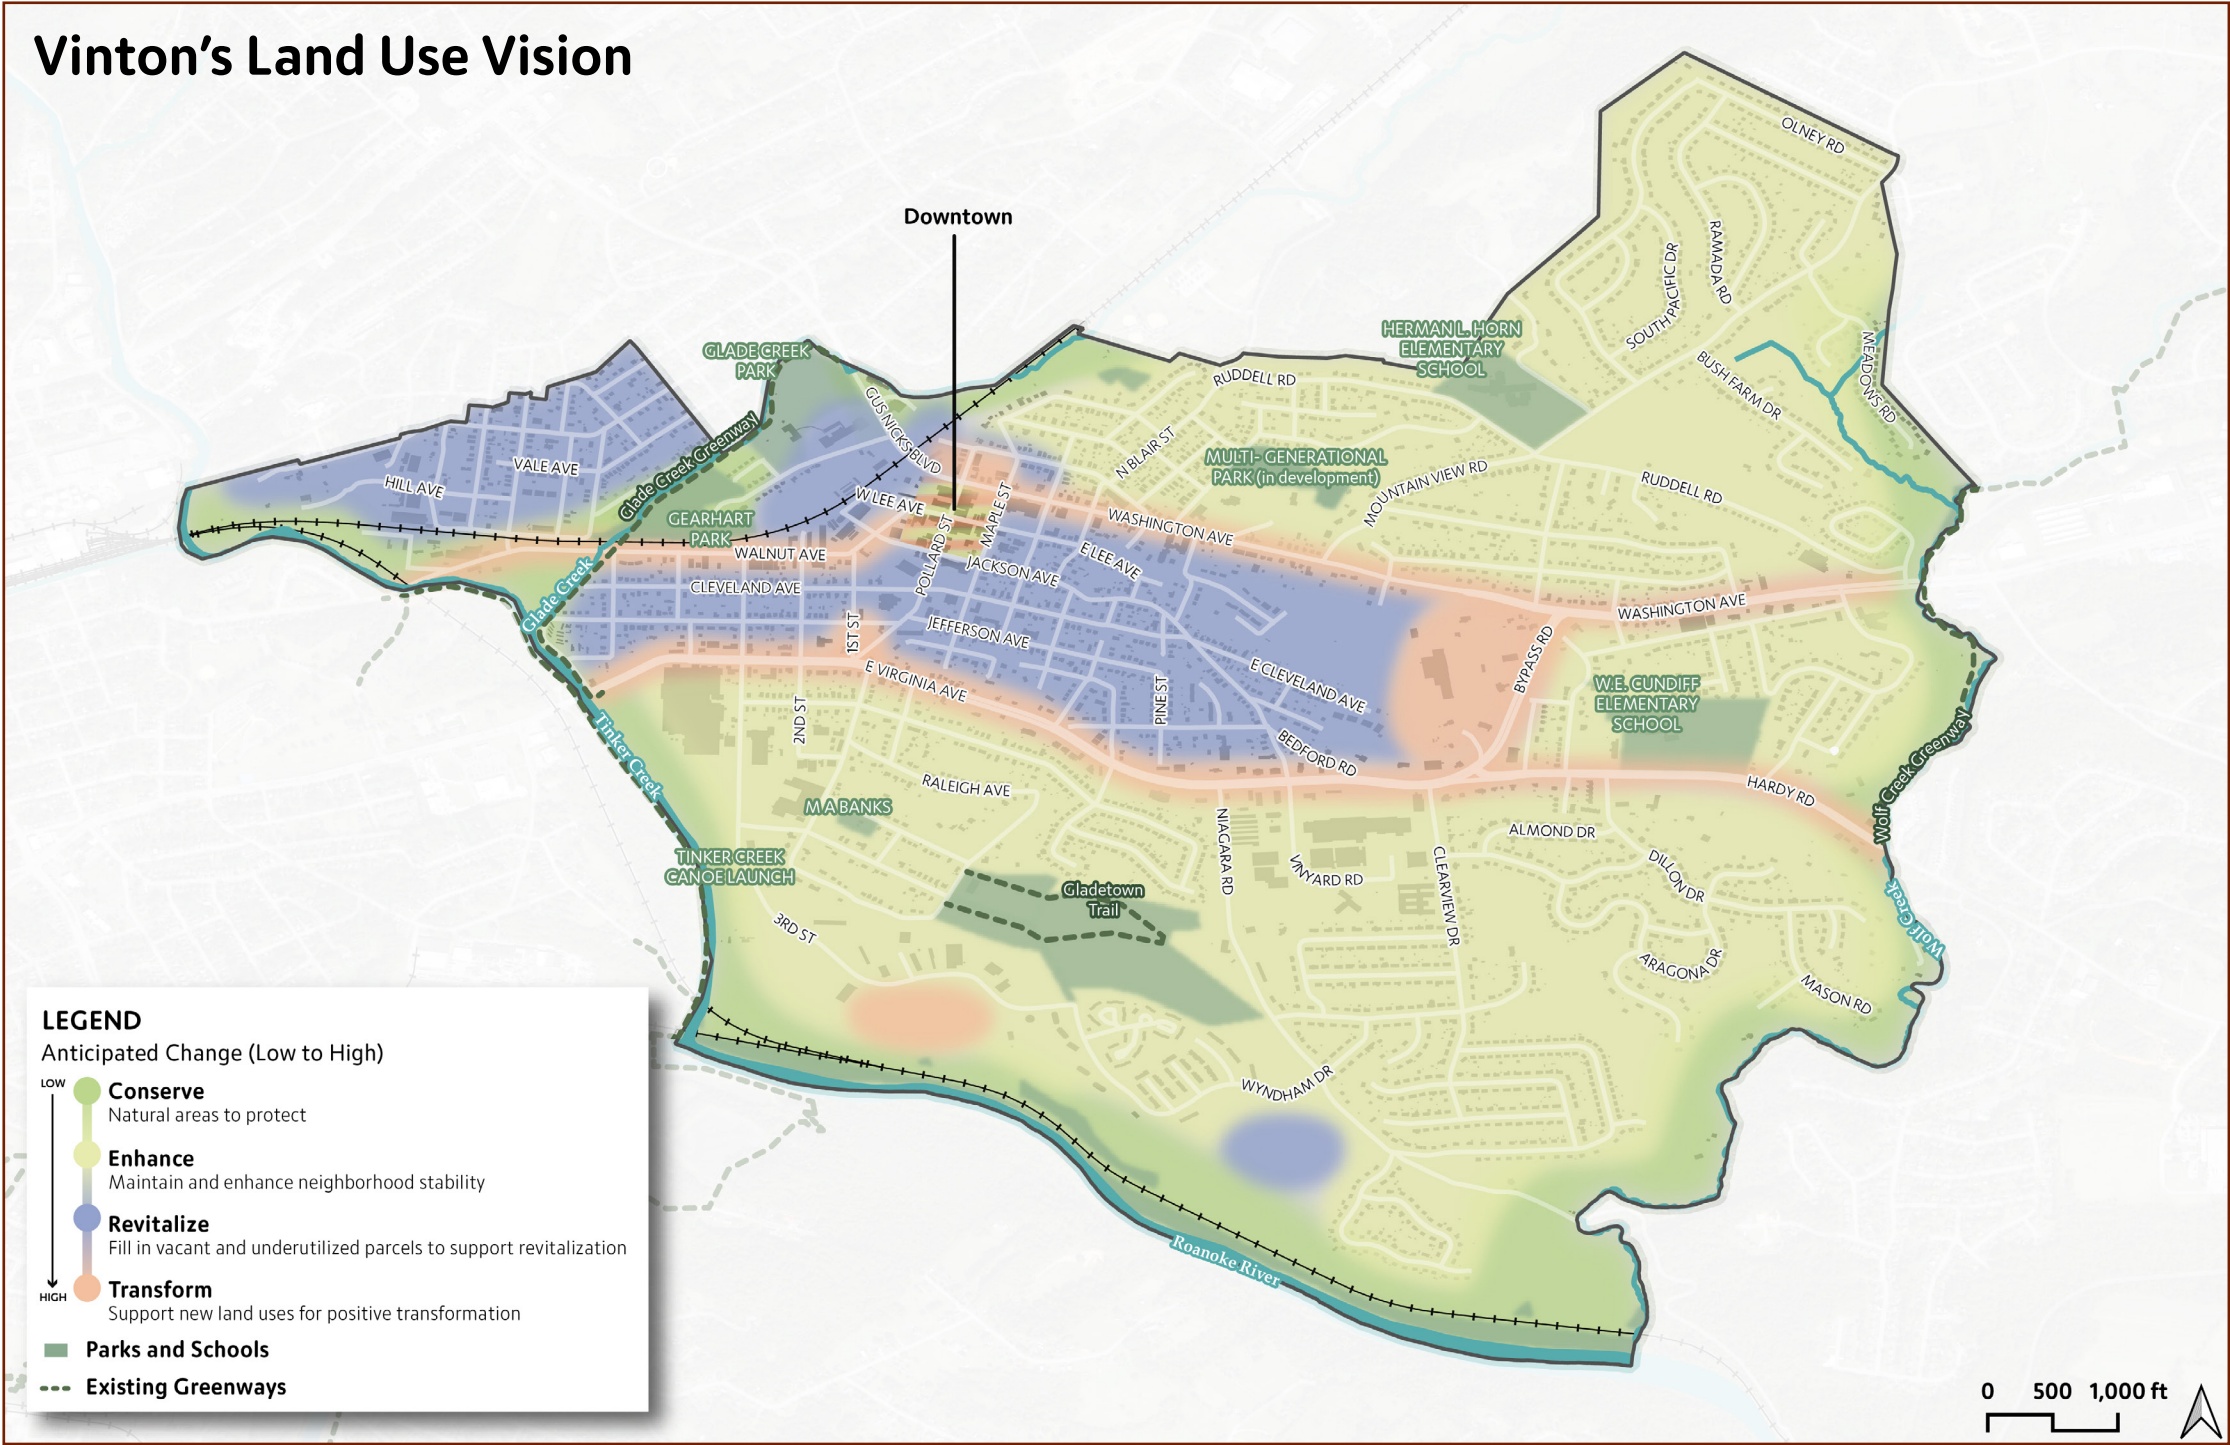 Vinton's Land Use Vision
Downtown
OLNEY RD
RAMADA RD
SOUTH PACIFIC DR
MEADOWS RD
BUSH FARM DR
HERMAN L. HORN
ELEMENTARY
SCHOOL
GLADE CREEK
PARK
RUDDELL RD
GUS NICKS BLVD
Glade Creek Greenway
VALE AVE
HILL AVE
N BLAIR ST
MULTI- GENERATIONAL
PARK (in development)
MOUNTAIN VIEW RD
RUDDELL RD
W LEE AVE
MAPLE ST
GEARHART
PARK
WALNUT AVE
WASHINGTON AVE
POLLARD ST
E LEE AVE
JACKSON AVE
CLEVELAND AVE
Glade Creek
WASHINGTON AVE
1ST ST
JEFFERSON AVE
BYPASS RD
E VIRGINIA AVE
E CLEVELAND AVE
PINE ST
W.E. CUNDIFF
ELEMENTARY
SCHOOL
2ND ST
Tinker Creek
BEDFORD RD
Wolf Creek Greenway
HARDY RD
RALEIGH AVE
M A BANKS
NIAGARA RD
ALMOND DR
TINKER CREEK
CANOE LAUNCH
VINYARD RD
CLEARVIEW DR
DILLON DR
Gladetown
Trail
Wolf Creek
3RD ST
ARAGONA DR
MASON RD
WYNDHAM DR
Roanoke River
LEGEND
Anticipated Change (Low to High)
LOW
Conserve
Natural areas to protect
Enhance
Maintain and enhance neighborhood stability
Revitalize
Fill in vacant and underutilized parcels to support revitalization
HIGH
Transform
Support new land uses for positive transformation
Parks and Schools
Existing Greenways
0 500 1,000 ft